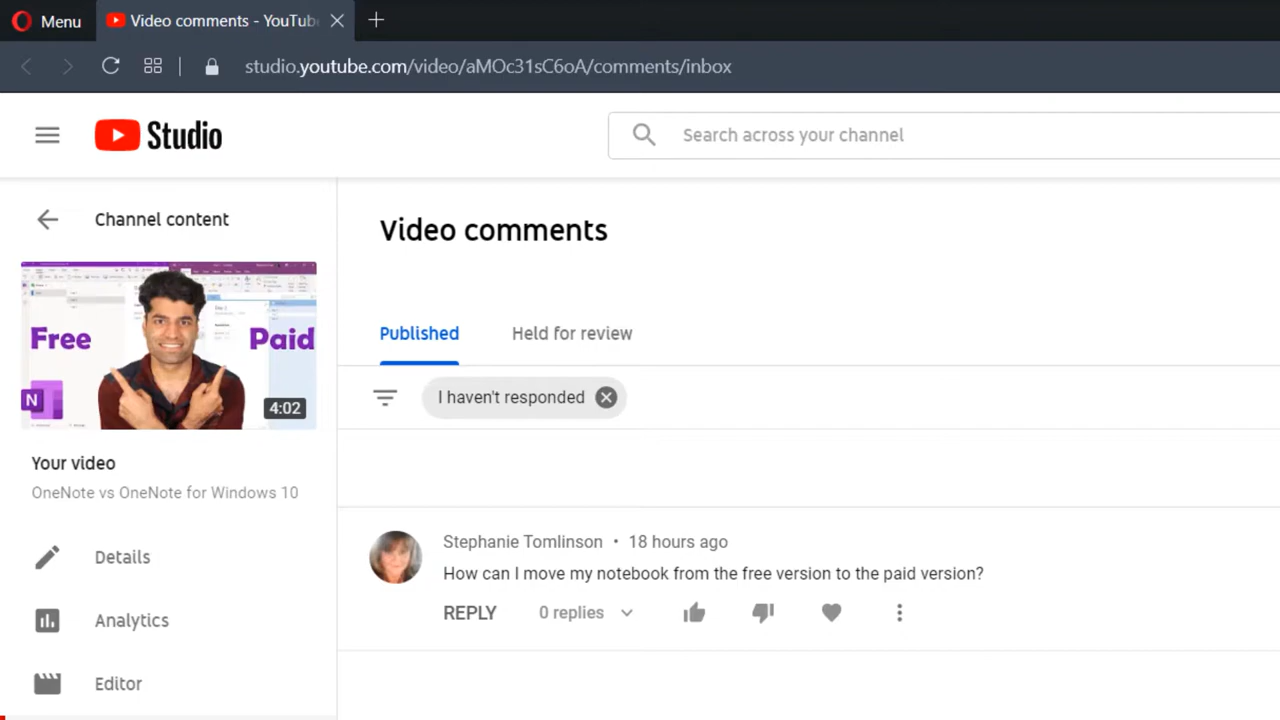 Menu
Video comments - YouTube
studio.youtube.com/video/aMOc31sC6oA/comments/inbox
Studio
Search across your channel
Channel content
Video comments
Free
Paid
N
4:02
Published
Held for review
I haven't responded
Your video
OneNote vs OneNote for Windows 10
Stephanie Tomlinson • 18 hours ago
How can I move my notebook from the free version to the paid version?
REPLY
0 replies
Details
Analytics
Editor